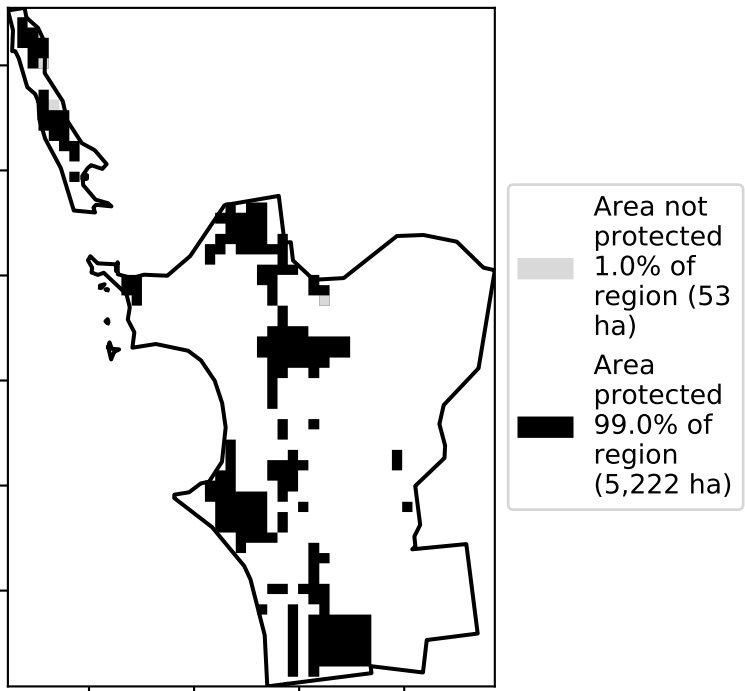 Area not
protected
1.0% of
region (53
ha)
Area
protected
99.0% of
region
(5,222 ha)